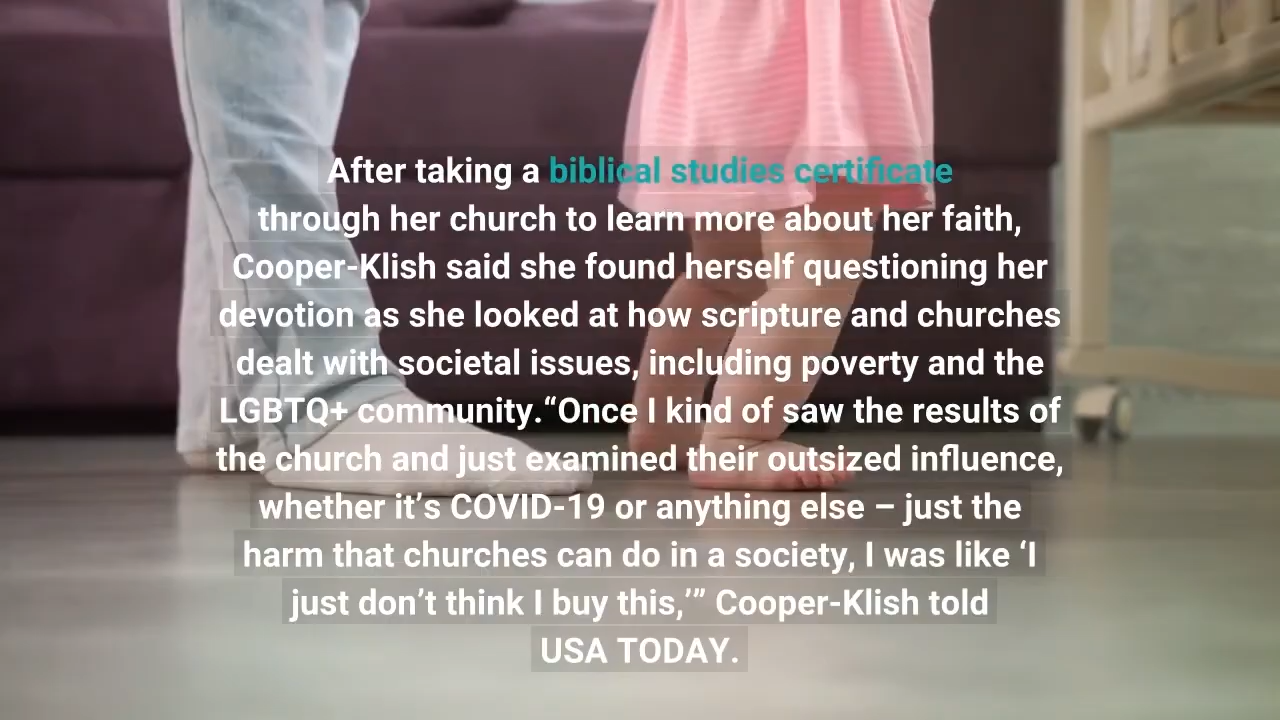 After taking a biblical studies certificate
through her church to learn more about her faith,
Cooper-Klish said she found herself questioning her
devotion as she looked at how scripture and churches
dealt with societal issues, including poverty and the
LGBTQ+ community.“Once I kind of saw the results of
the church and just examined their outsized influence,
whether it’s COVID-19 or anything else – just the
harm that churches can do in a society, I was like ‘I
just don’t think I buy this,’” Cooper-Klish told
USA TODAY.